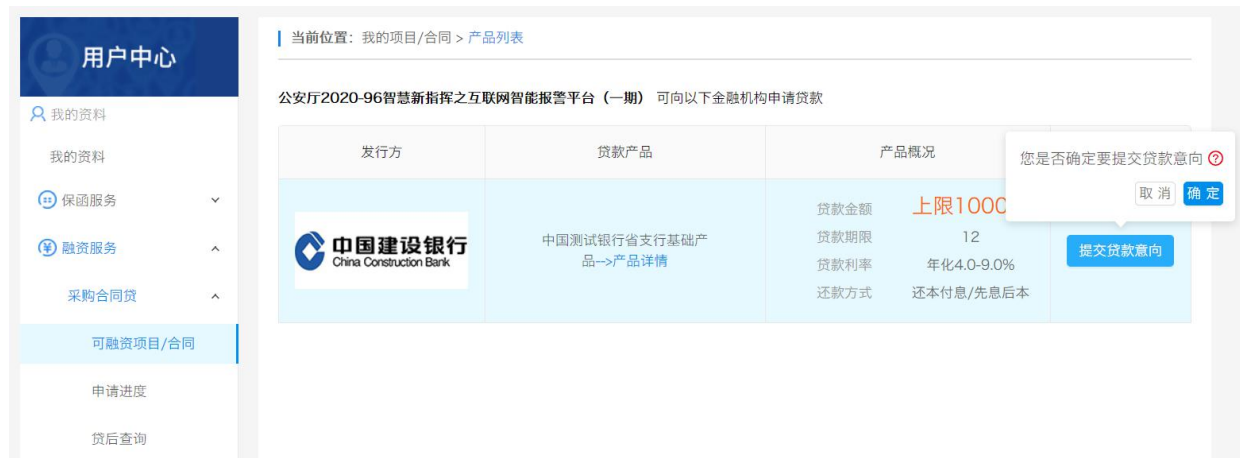 用户中心
我的资料
我的资料
保函服务
融资服务
采购合同贷
可融资项目/合同
申请进度
贷后查询
当前位置：我的项目/合同 > 产品列表
公安厅2020-96智慧新指挥之互联网智能报警平台（一期） 可向以下金融机构申请贷款
发行方 贷款产品 产品概况
中国建设银行
China Construction Bank
中国测试银行省支行基础产
品-->产品详情
贷款金额 上限1000
贷款期限 12
贷款利率 年化4.0-9.0%
还款方式 还本付息/先息后本
您是否确定要提交贷款意向
取 消 确 定
提交贷款意向